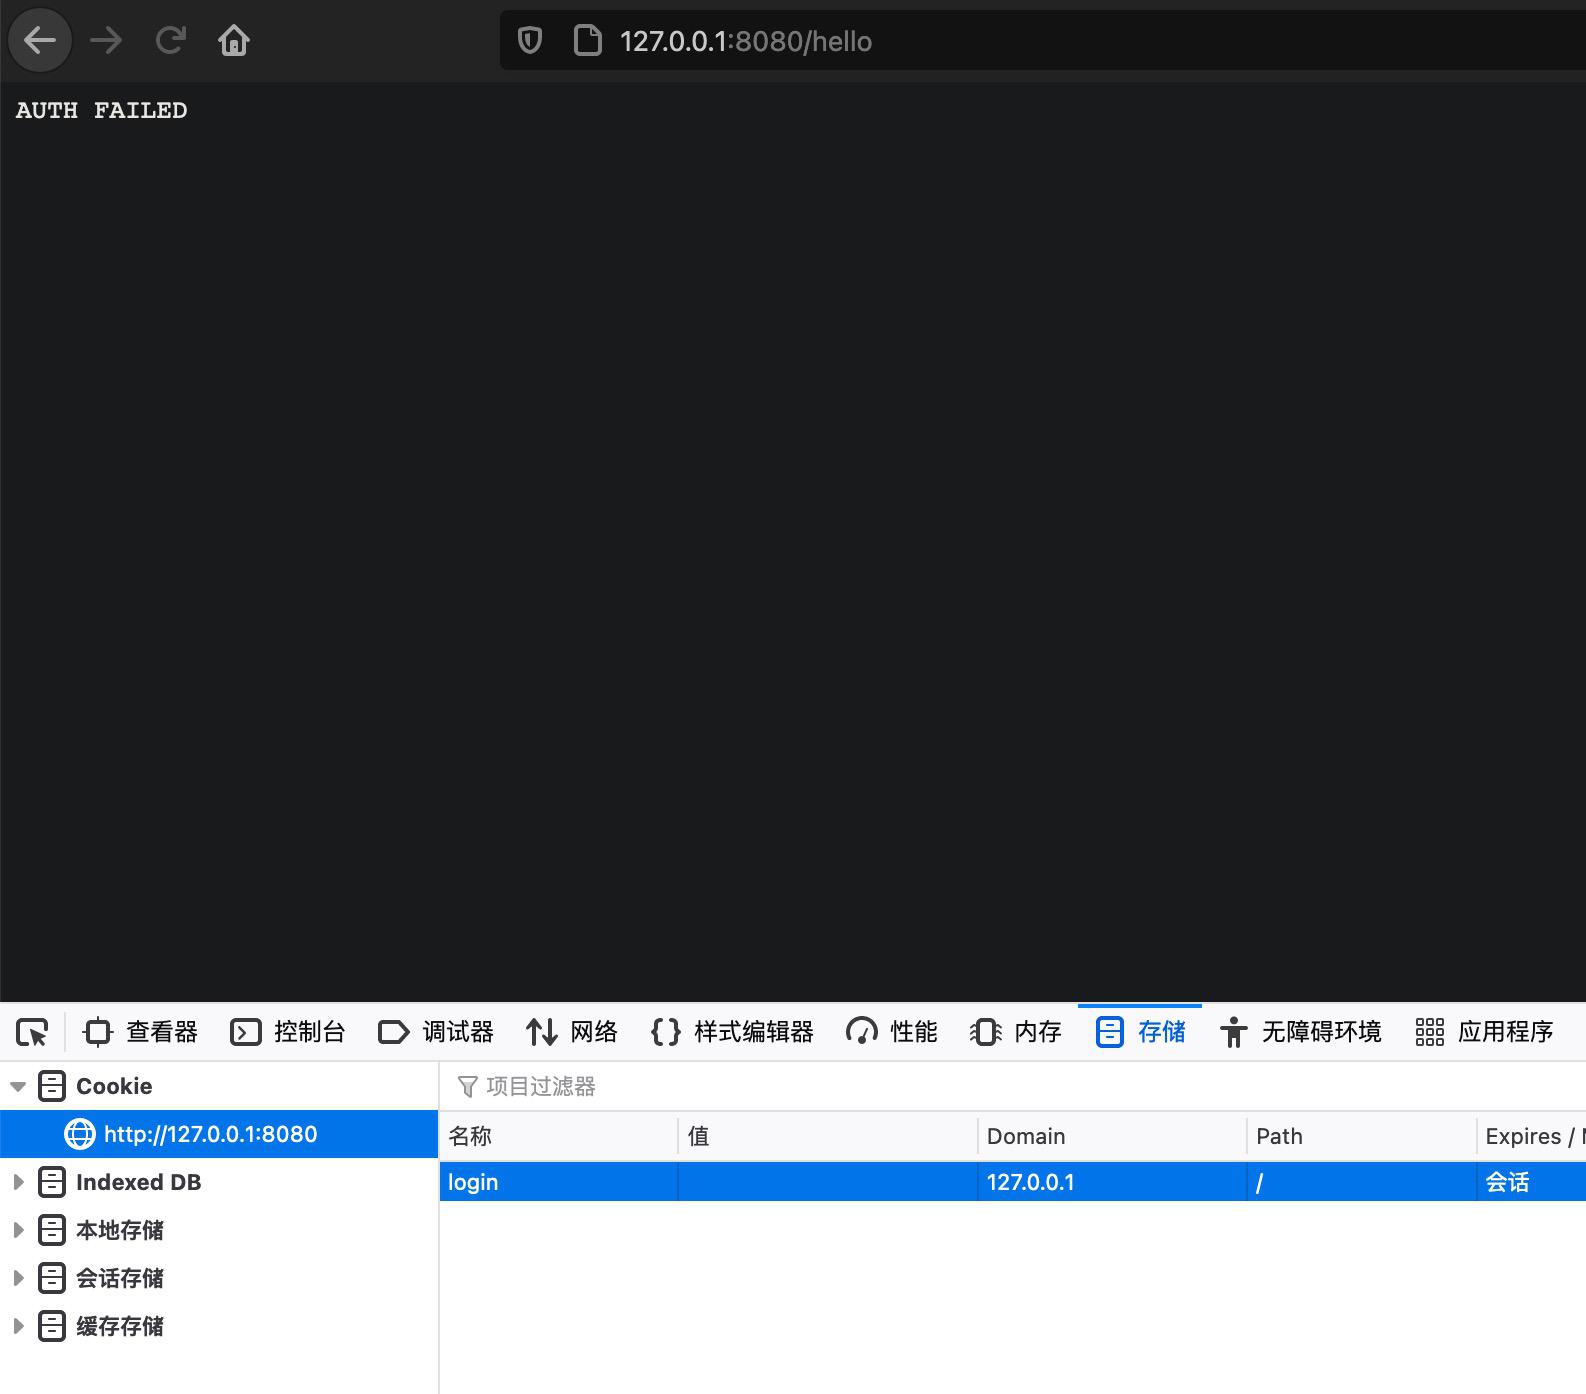 127.0.0.1:8080/hello
AUTH FAILED
查看器 控制台 调试器 网络 {} 样式编辑器 性能 内存 存储 无障碍环境 应用程序
Cookie
http://127.0.0.1:8080
Indexed DB
本地存储
会话存储
缓存存储
项目过滤器
名称 值 Domain Path Expires /
login 127.0.0.1 / 会话